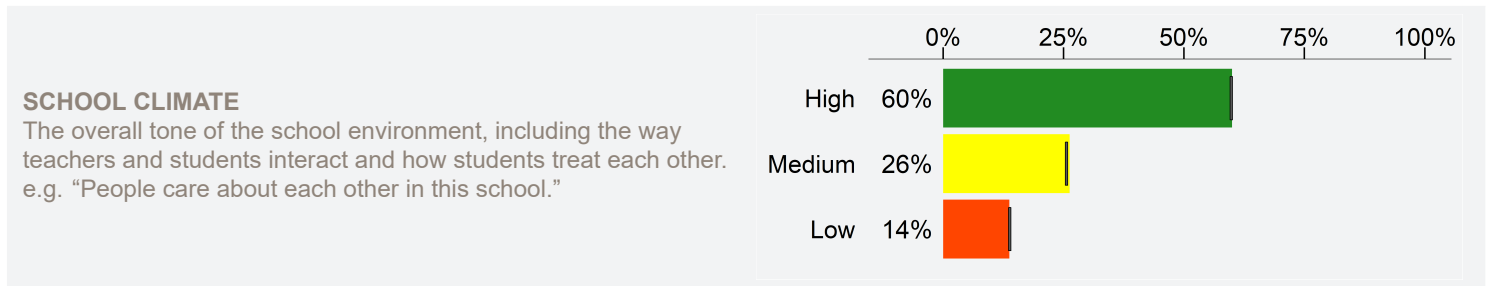 SCHOOL CLIMATE
The overall tone of the school environment, including the way
teachers and students interact and how students treat each other.
e.g. “People care about each other in this school.”
0% 25% 50% 75% 100%
High 60%
Medium 26%
Low 14%